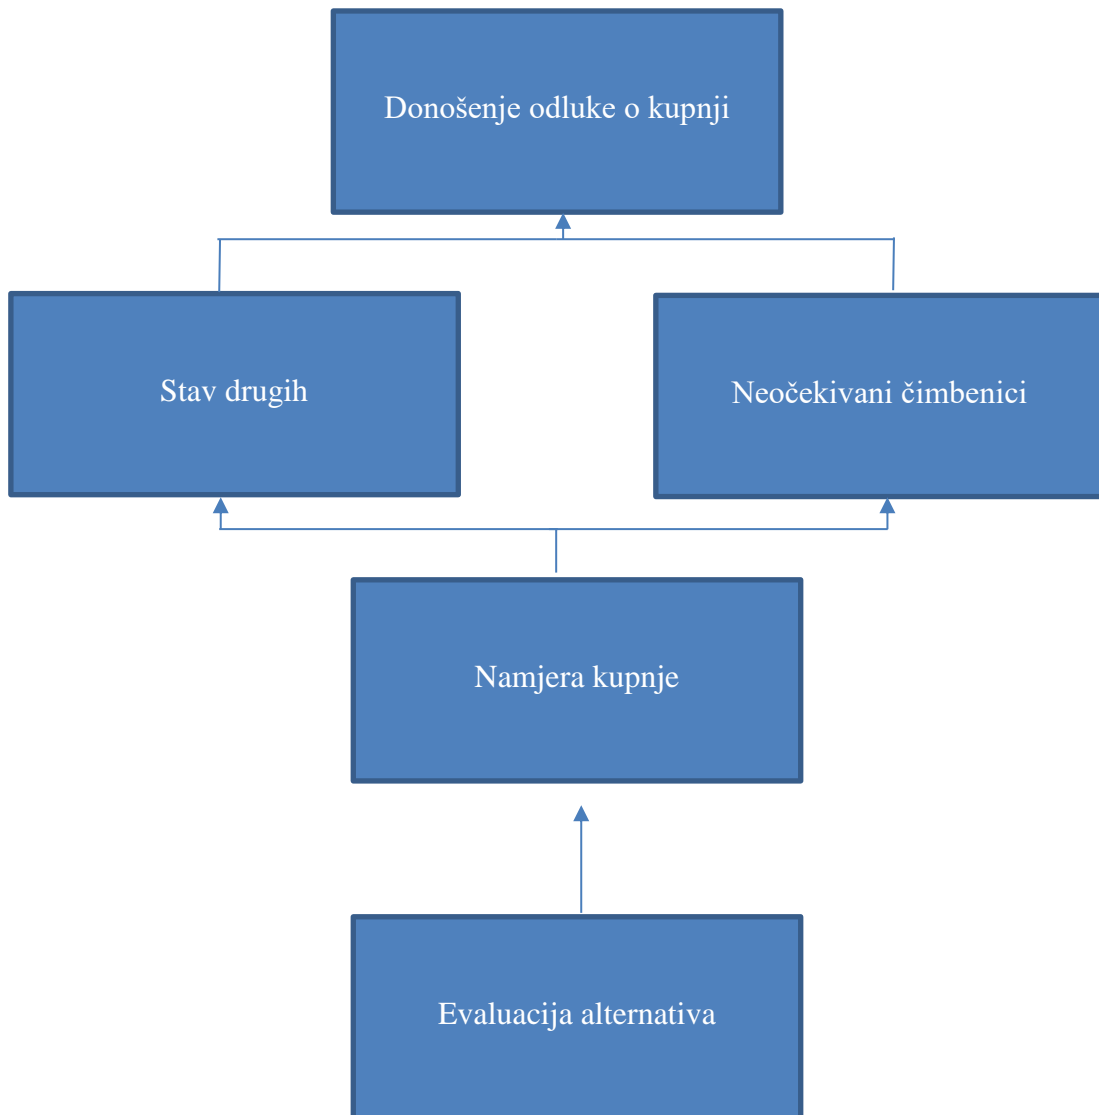 Donošenje odluke o kupnji
Stav drugih
Neočekivani čimbenici
Namjera kupnje
Evaluacija alternativa